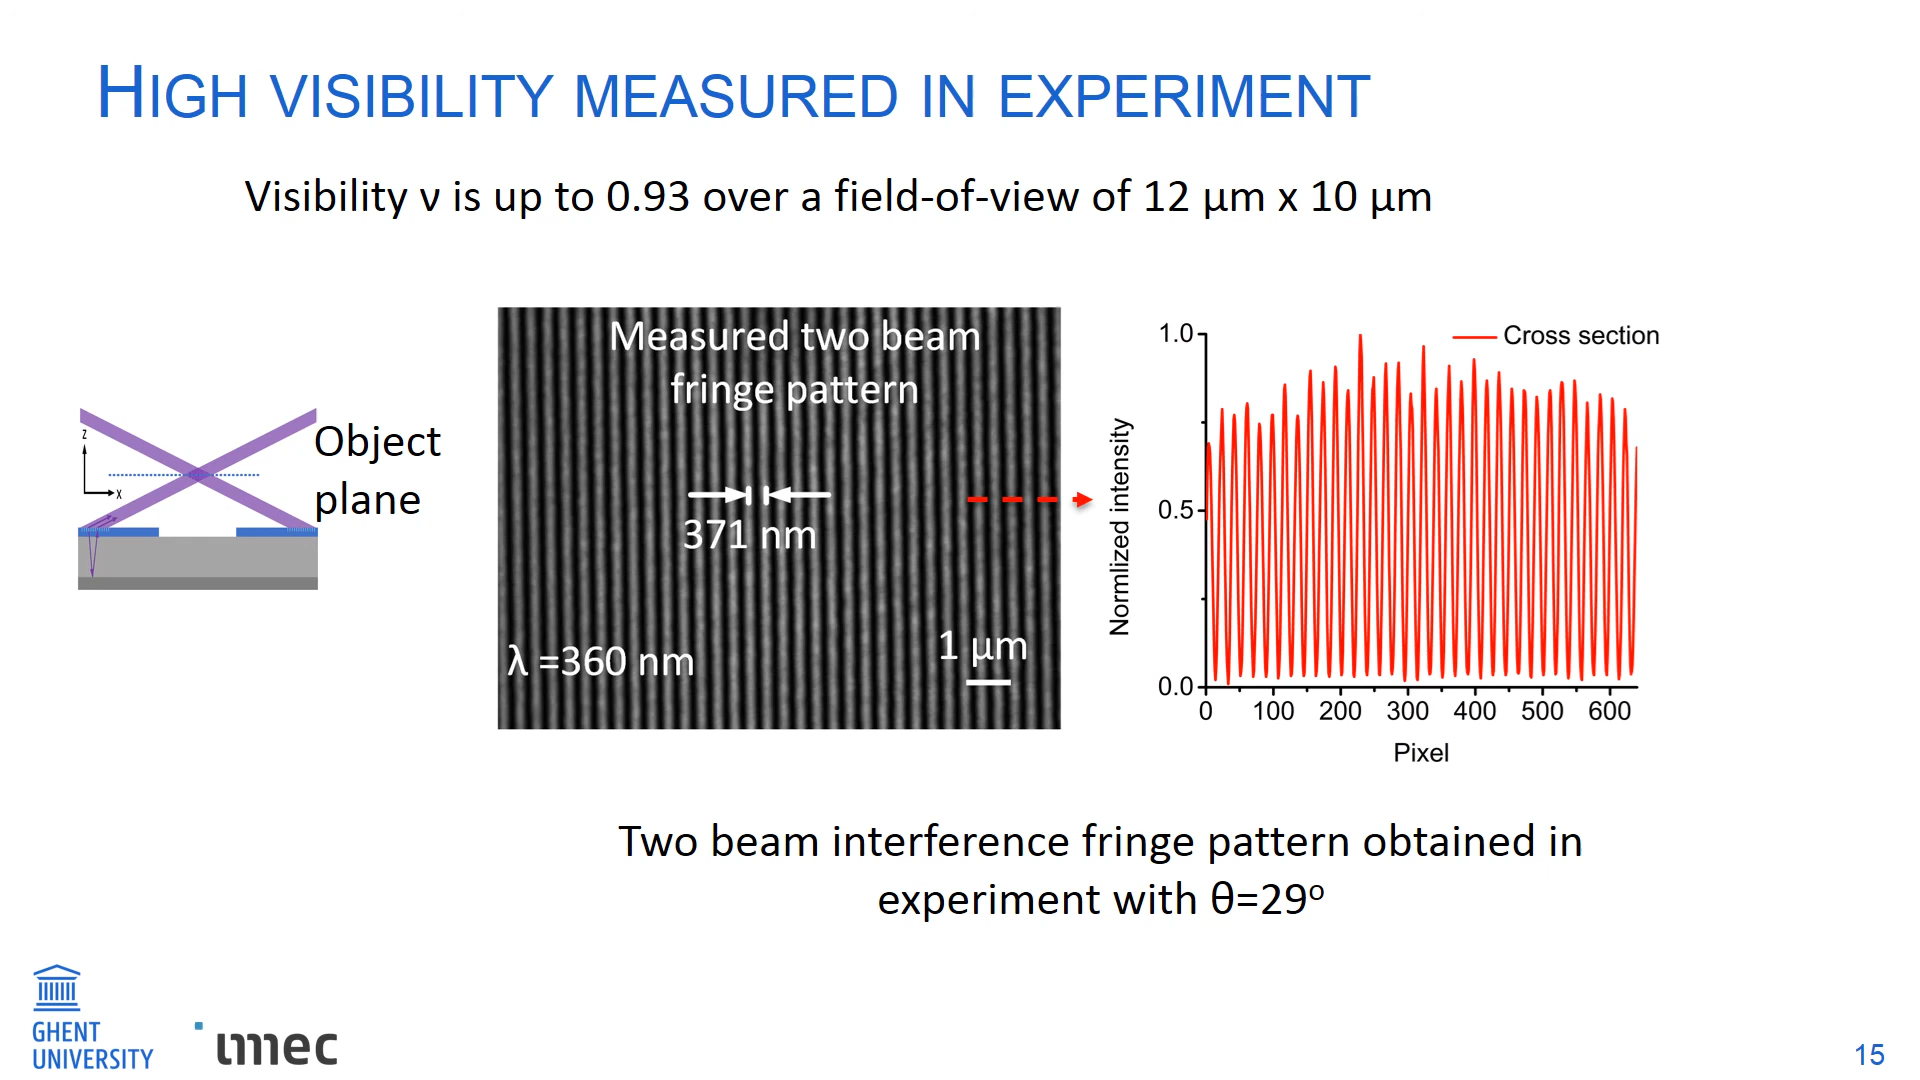 HIGH VISIBILITY MEASURED IN EXPERIMENT
Visibility ν is up to 0.93 over a field-of-view of 12 µm x 10 µm
Z
X
Object
plane
Measured two beam
fringe pattern
371 nm
λ =360 nm
1 µm
Cross section
Normlized intensity
1.0
0.5
0.0
0 100 200 300 400 500 600
Pixel
Two beam interference fringe pattern obtained in
experiment with θ=29º
GHENT
UNIVERSITY
imec
15